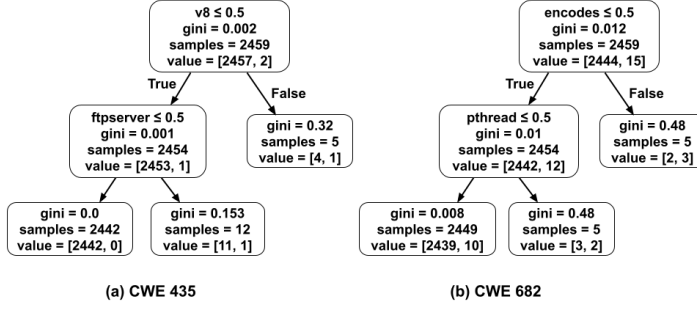 v8 ≤ 0.5
gini = 0.002
samples = 2459
value = [2457, 2]
True
False
ftpserver ≤ 0.5
gini = 0.001
samples = 2454
value = [2453, 1]
gini = 0.32
samples = 5
value = [4, 1]
gini = 0.0
samples = 2442
value = [2442, 0]
gini = 0.153
samples = 12
value = [11, 1]
(a) CWE 435
encodes ≤ 0.5
gini = 0.012
samples = 2459
value = [2444, 15]
True
False
pthread ≤ 0.5
gini = 0.01
samples = 2454
value = [2442, 12]
gini = 0.48
samples = 5
value = [2, 3]
gini = 0.008
samples = 2449
value = [2439, 10]
gini = 0.48
samples = 5
value = [3, 2]
(b) CWE 682